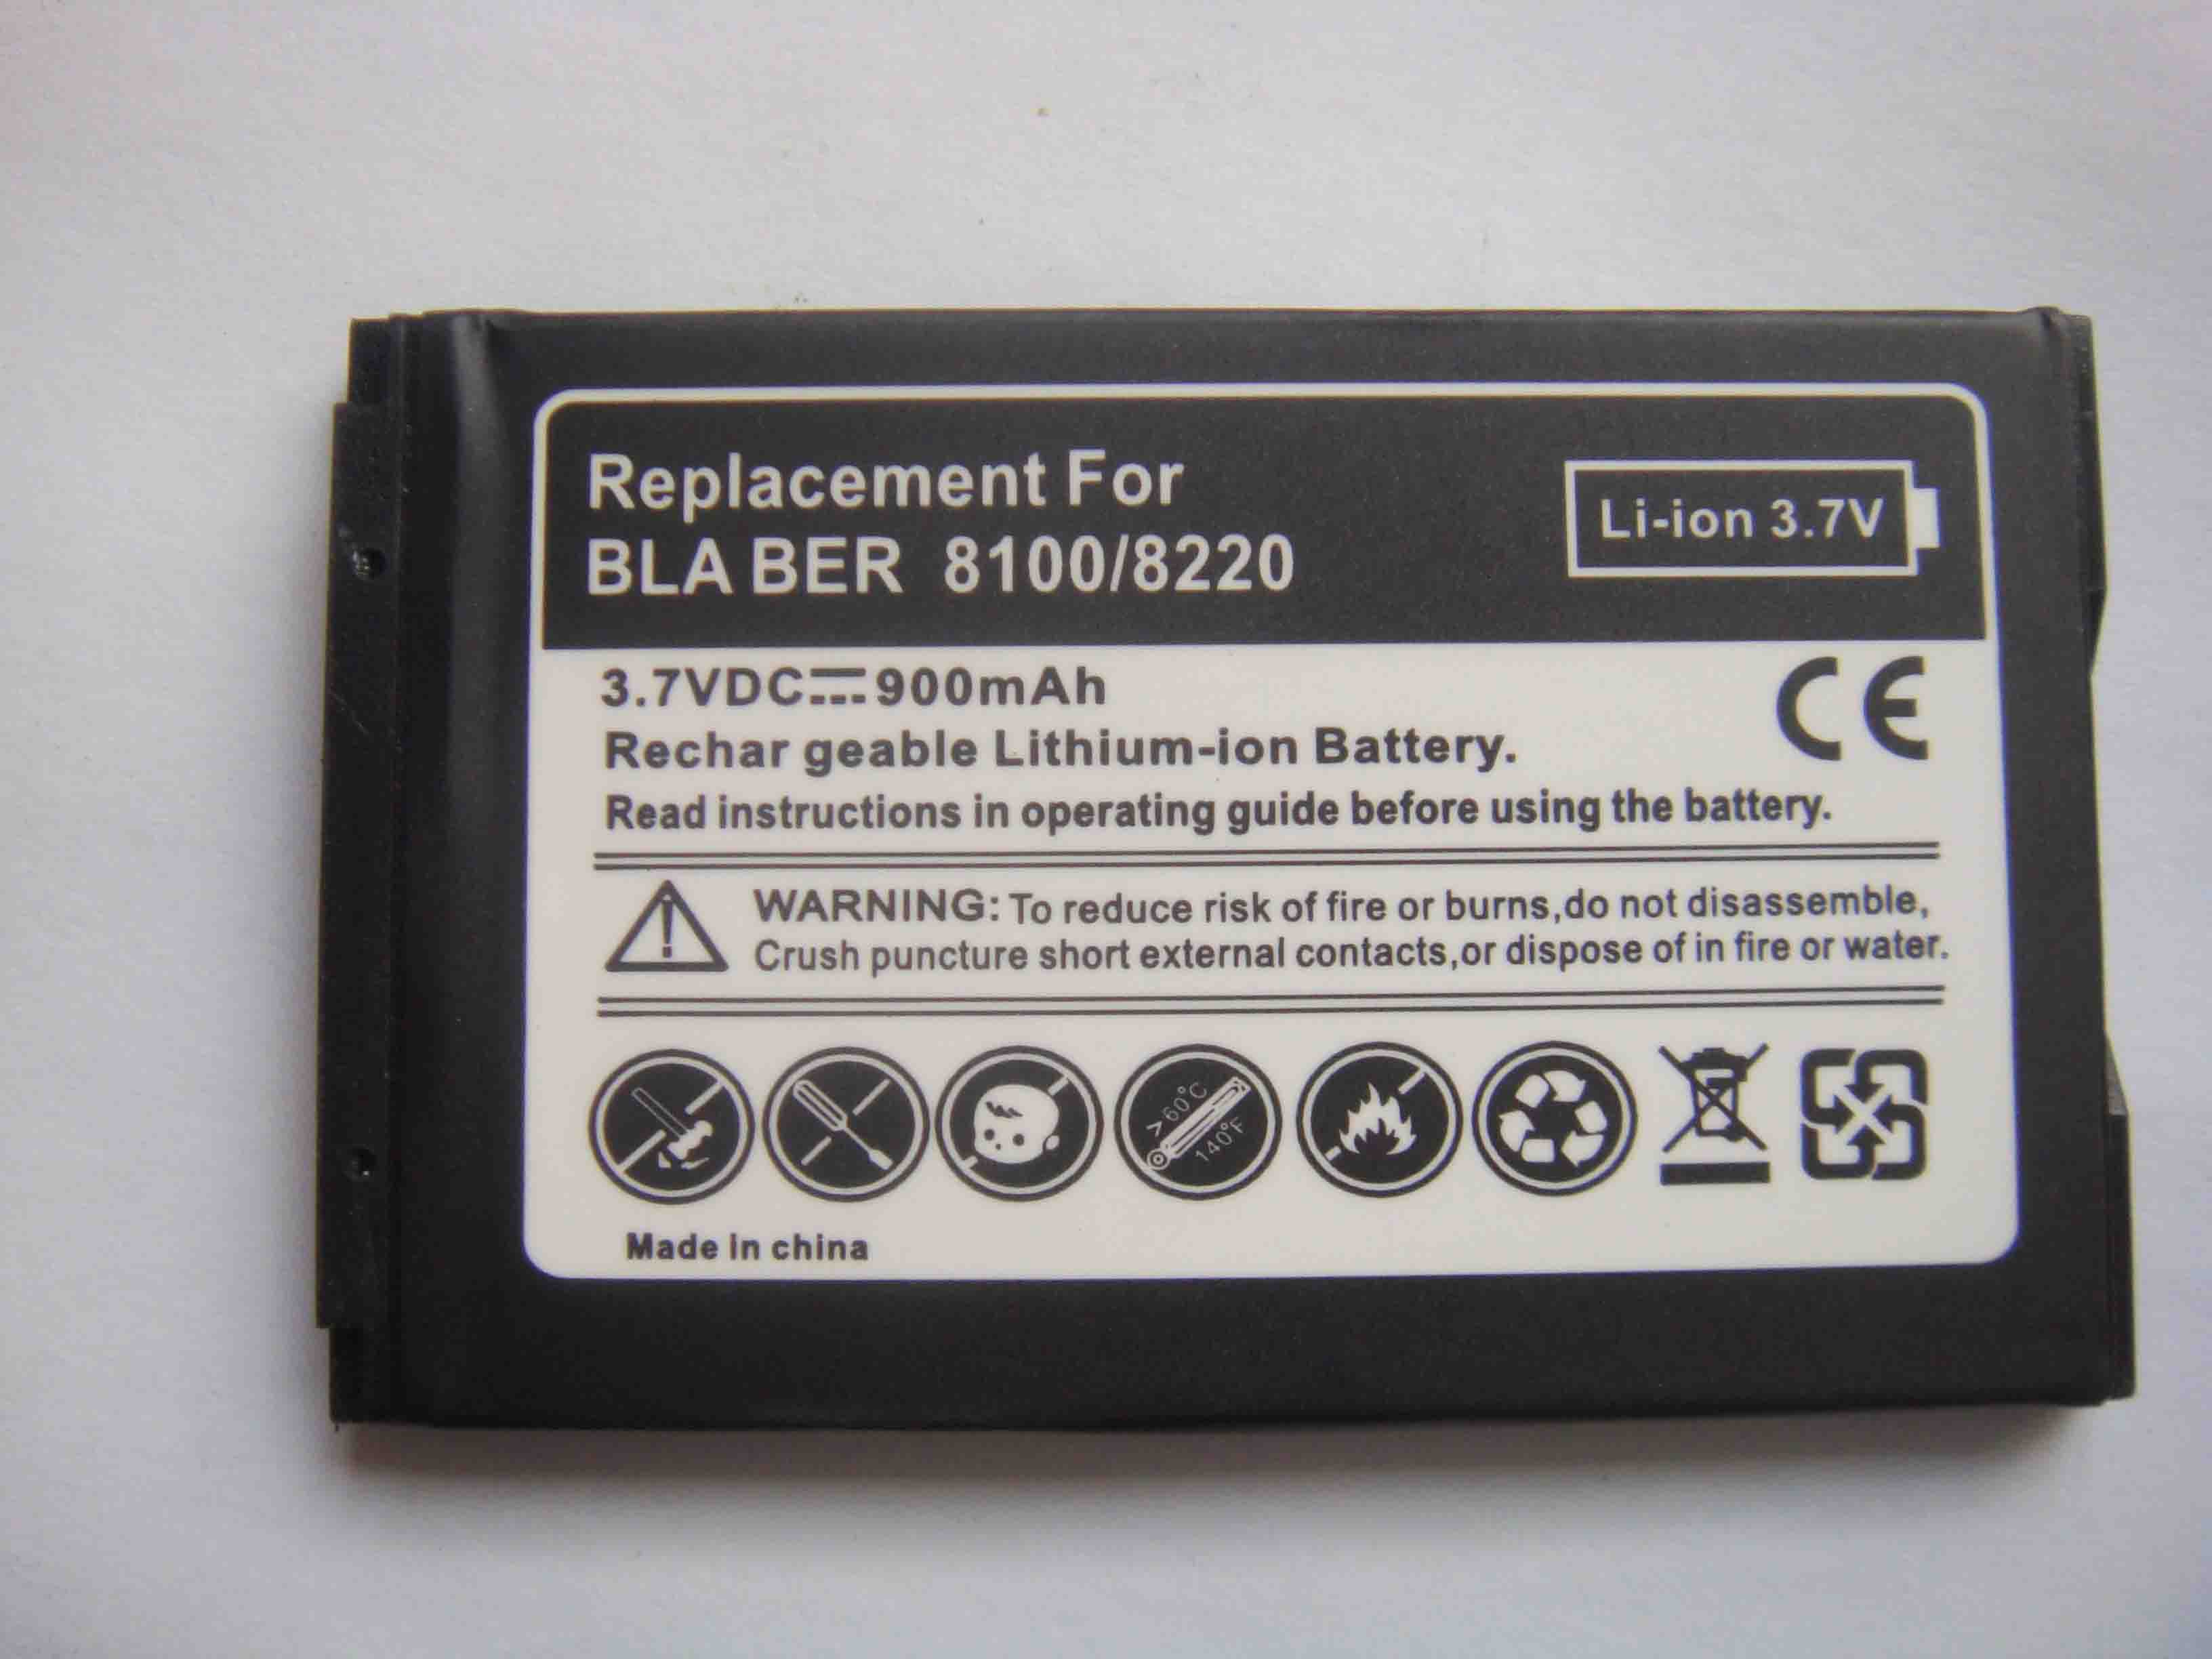 Replacement For
BLA BER 8100/8220
Li-ion 3.7V
3.7VDC⎓900mAh
CE
Rechar geable Lithium-ion Battery.
Read instructions in operating guide before using the battery.
WARNING: To reduce risk of fire or burns,do not disassemble,
Crush puncture short external contacts,or dispose of in fire or water.
>60°C
140°F
Made in china